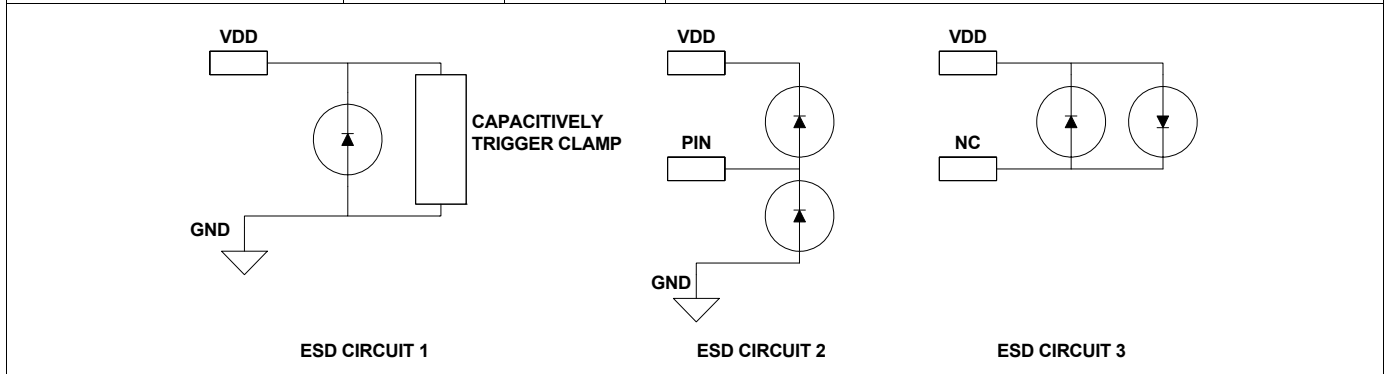 VDD
CAPACITIVELY
TRIGGER CLAMP
GND
ESD CIRCUIT 1
VDD
PIN
GND
ESD CIRCUIT 2
VDD
NC
ESD CIRCUIT 3